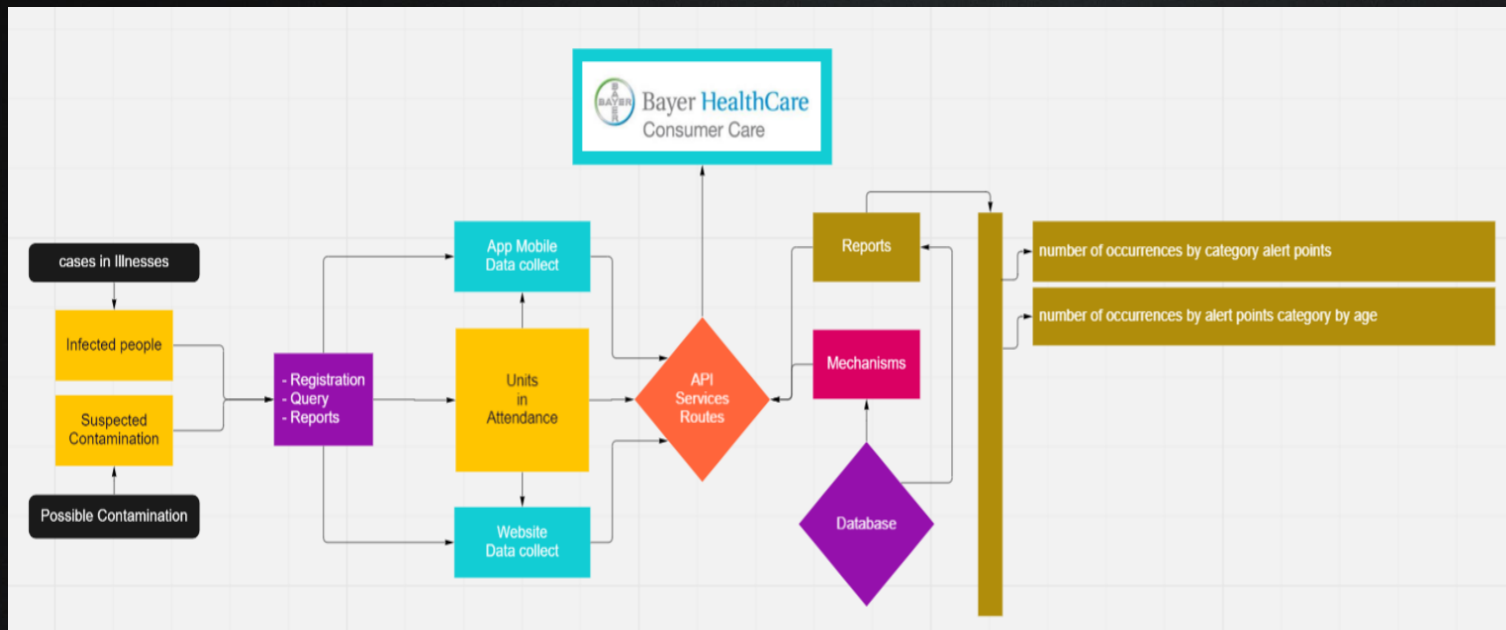 BAYER
BAYER
Bayer HealthCare
Consumer Care
cases in Illnesses
Infected people
Suspected
Contamination
Possible Contamination
- Registration
- Query
- Reports
App Mobile
Data collect
Units
in
Attendance
Website
Data collect
API
Services
Routes
Reports
Mechanisms
Database
number of occurrences by category alert points
number of occurrences by alert points category by age